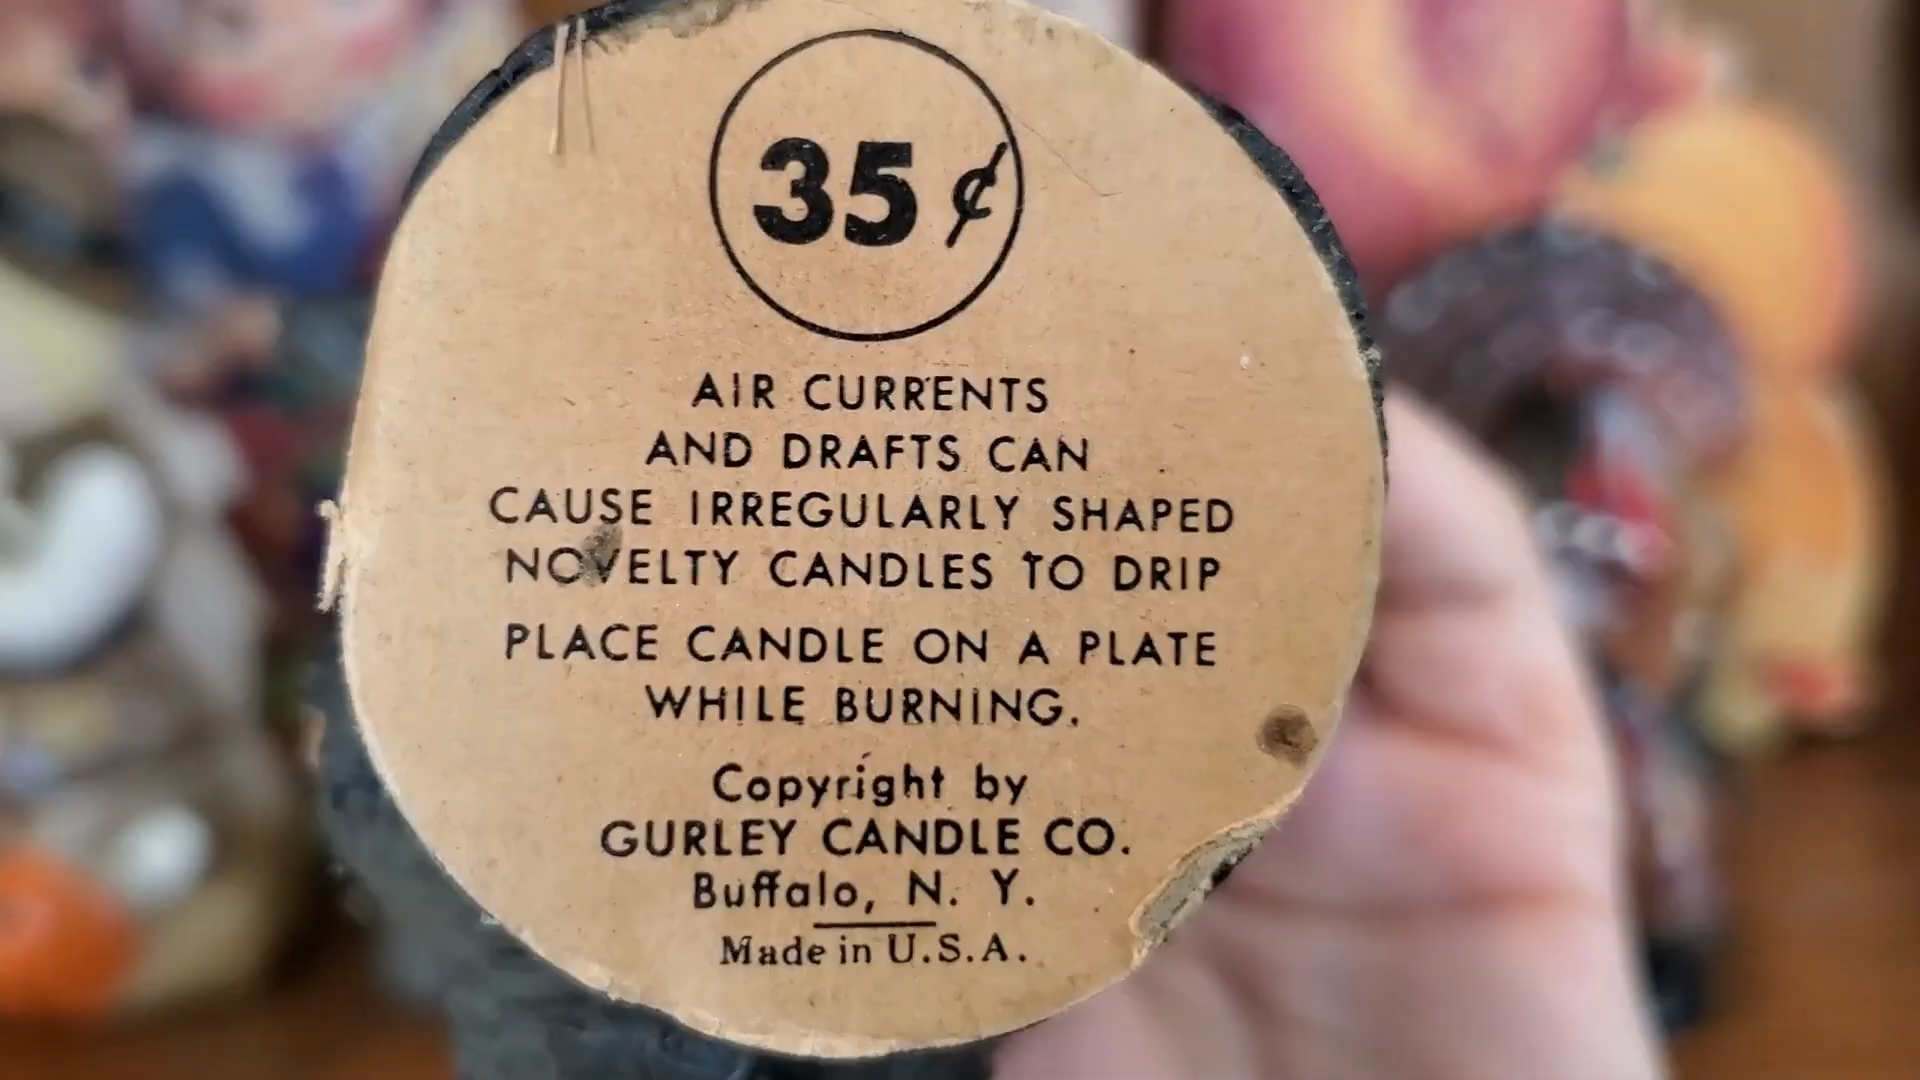 35¢
AIR CURRENTS
AND DRAFTS CAN
CAUSE IRREGULARLY SHAPED
NOVELTY CANDLES TO DRIP
PLACE CANDLE ON A PLATE
WHILE BURNING.
Copyright by
GURLEY CANDLE CO.
Buffalo, N. Y.
Made in U.S.A.